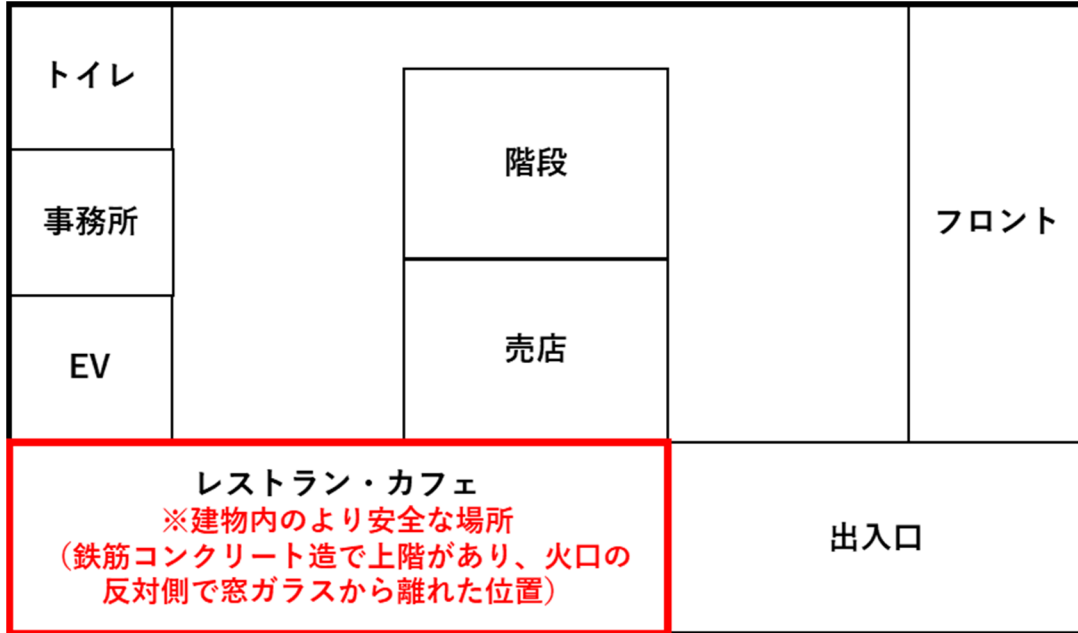 トイレ
階段
事務所
フロント
売店
EV
レストラン・カフェ
※建物内のより安全な場所
（鉄筋コンクリート造で上階があり、火口の
反対側で窓ガラスから離れた位置）
出入口